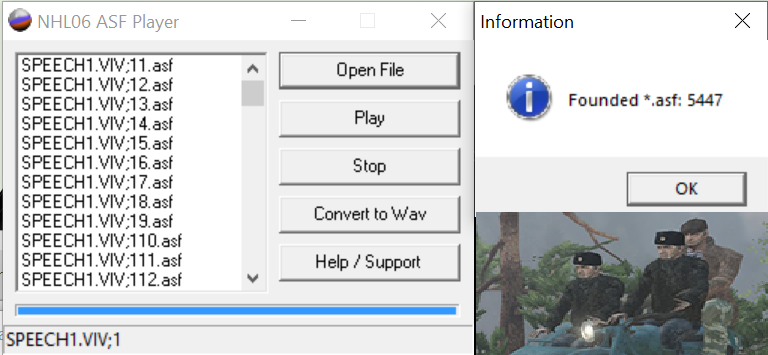 NHL06 ASF Player
SPEECH1.VIV;11.asf
SPEECH1.VIV;12.asf
SPEECH1.VIV;13.asf
SPEECH1.VIV;14.asf
SPEECH1.VIV;15.asf
SPEECH1.VIV;16.asf
SPEECH1.VIV;17.asf
SPEECH1.VIV;18.asf
SPEECH1.VIV;19.asf
SPEECH1.VIV;110.asf
SPEECH1.VIV;111.asf
SPEECH1.VIV;112.asf
Open File
Play
Stop
Convert to Wav
Help / Support
SPEECH1.VIV;1
Information
Founded *.asf: 5447
OK